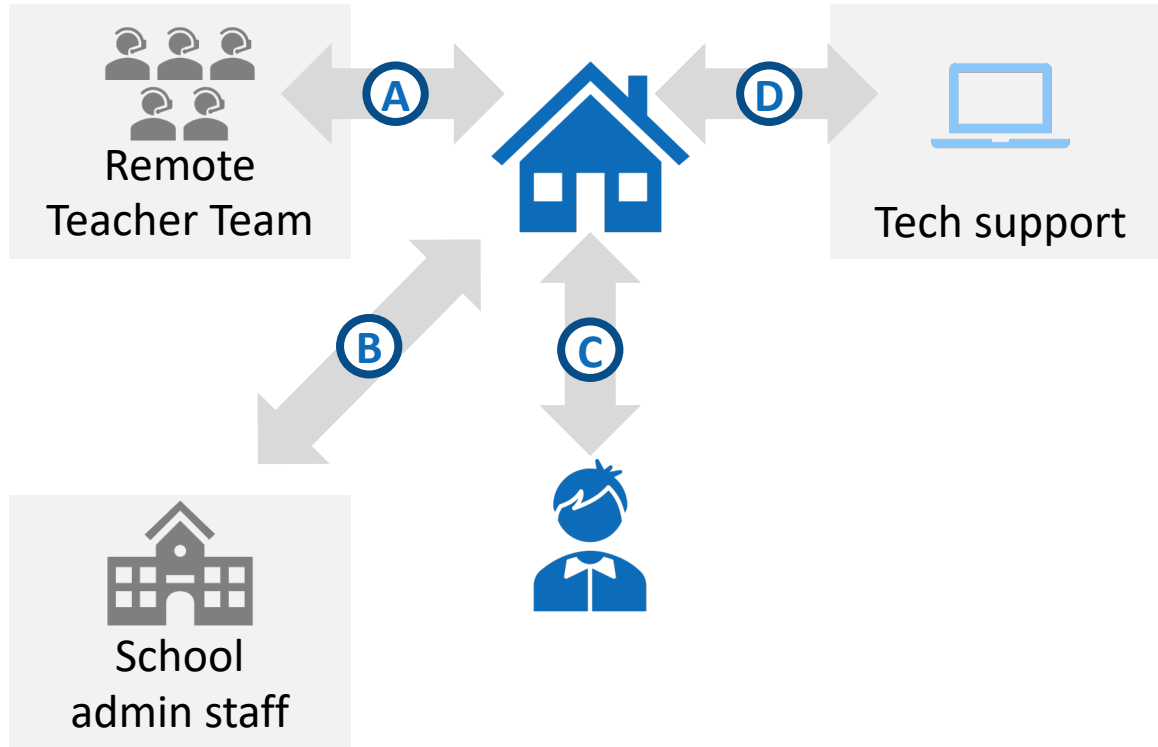 A
D
Remote
Teacher Team
Tech support
B
C
School
admin staff